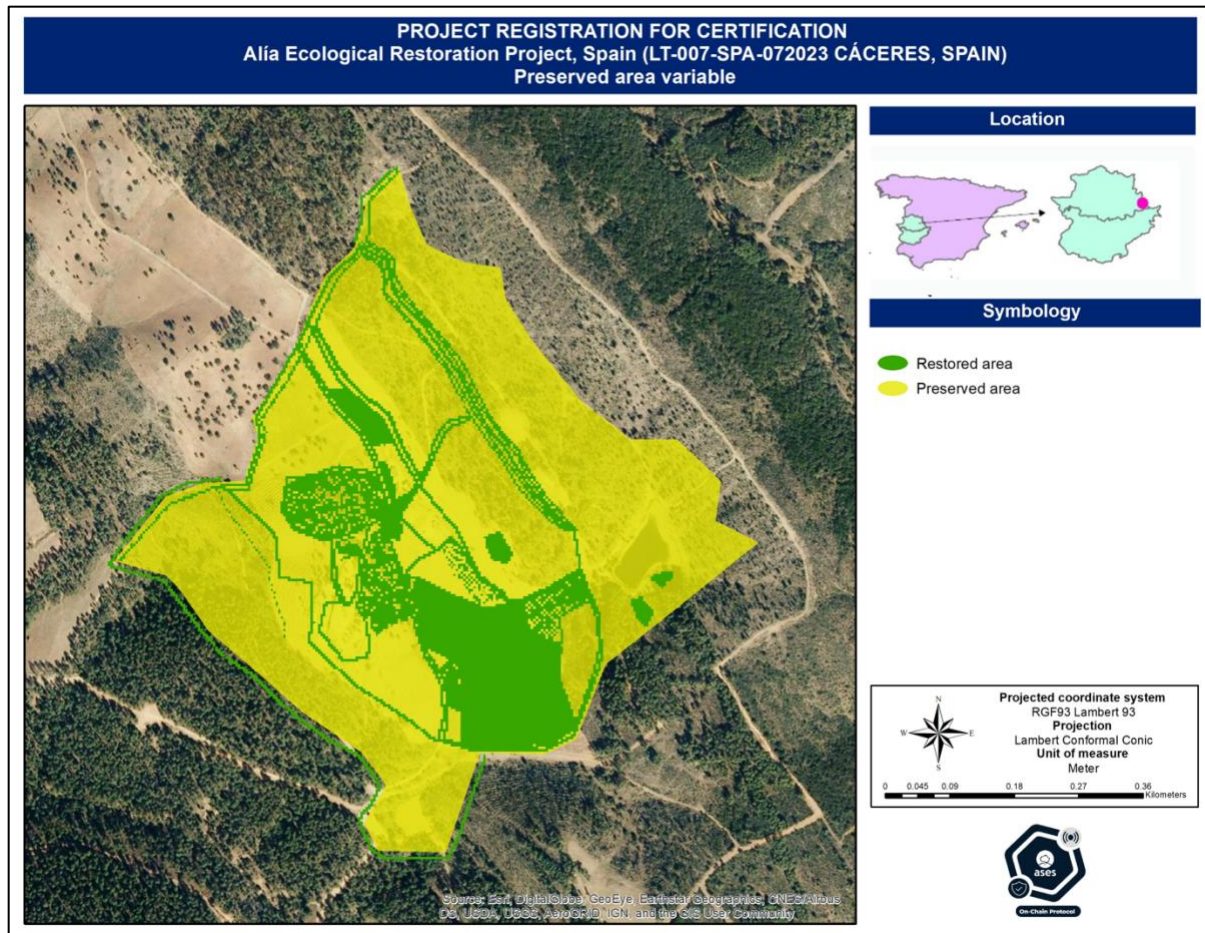 PROJECT REGISTRATION FOR CERTIFICATION
Alía Ecological Restoration Project, Spain (LT-007-SPA-072023 CÁCERES, SPAIN)
Preserved area variable
Location
Symbology
Restored area
Preserved area
N
W E
S
Projected coordinate system
RGF93 Lambert 93
Projection
Lambert Conformal Conic
Unit of measure
Meter
0 0.045 0.09 0.18 0.27 0.36
Kilometers
ases
On-Chain Protocol
Source: Esri, DigitalGlobe, GeoEye, Earthstar Geographics, CNES/Airbus
DS, USDA, USGS, AeroGRID, IGN, and the GIS User Community